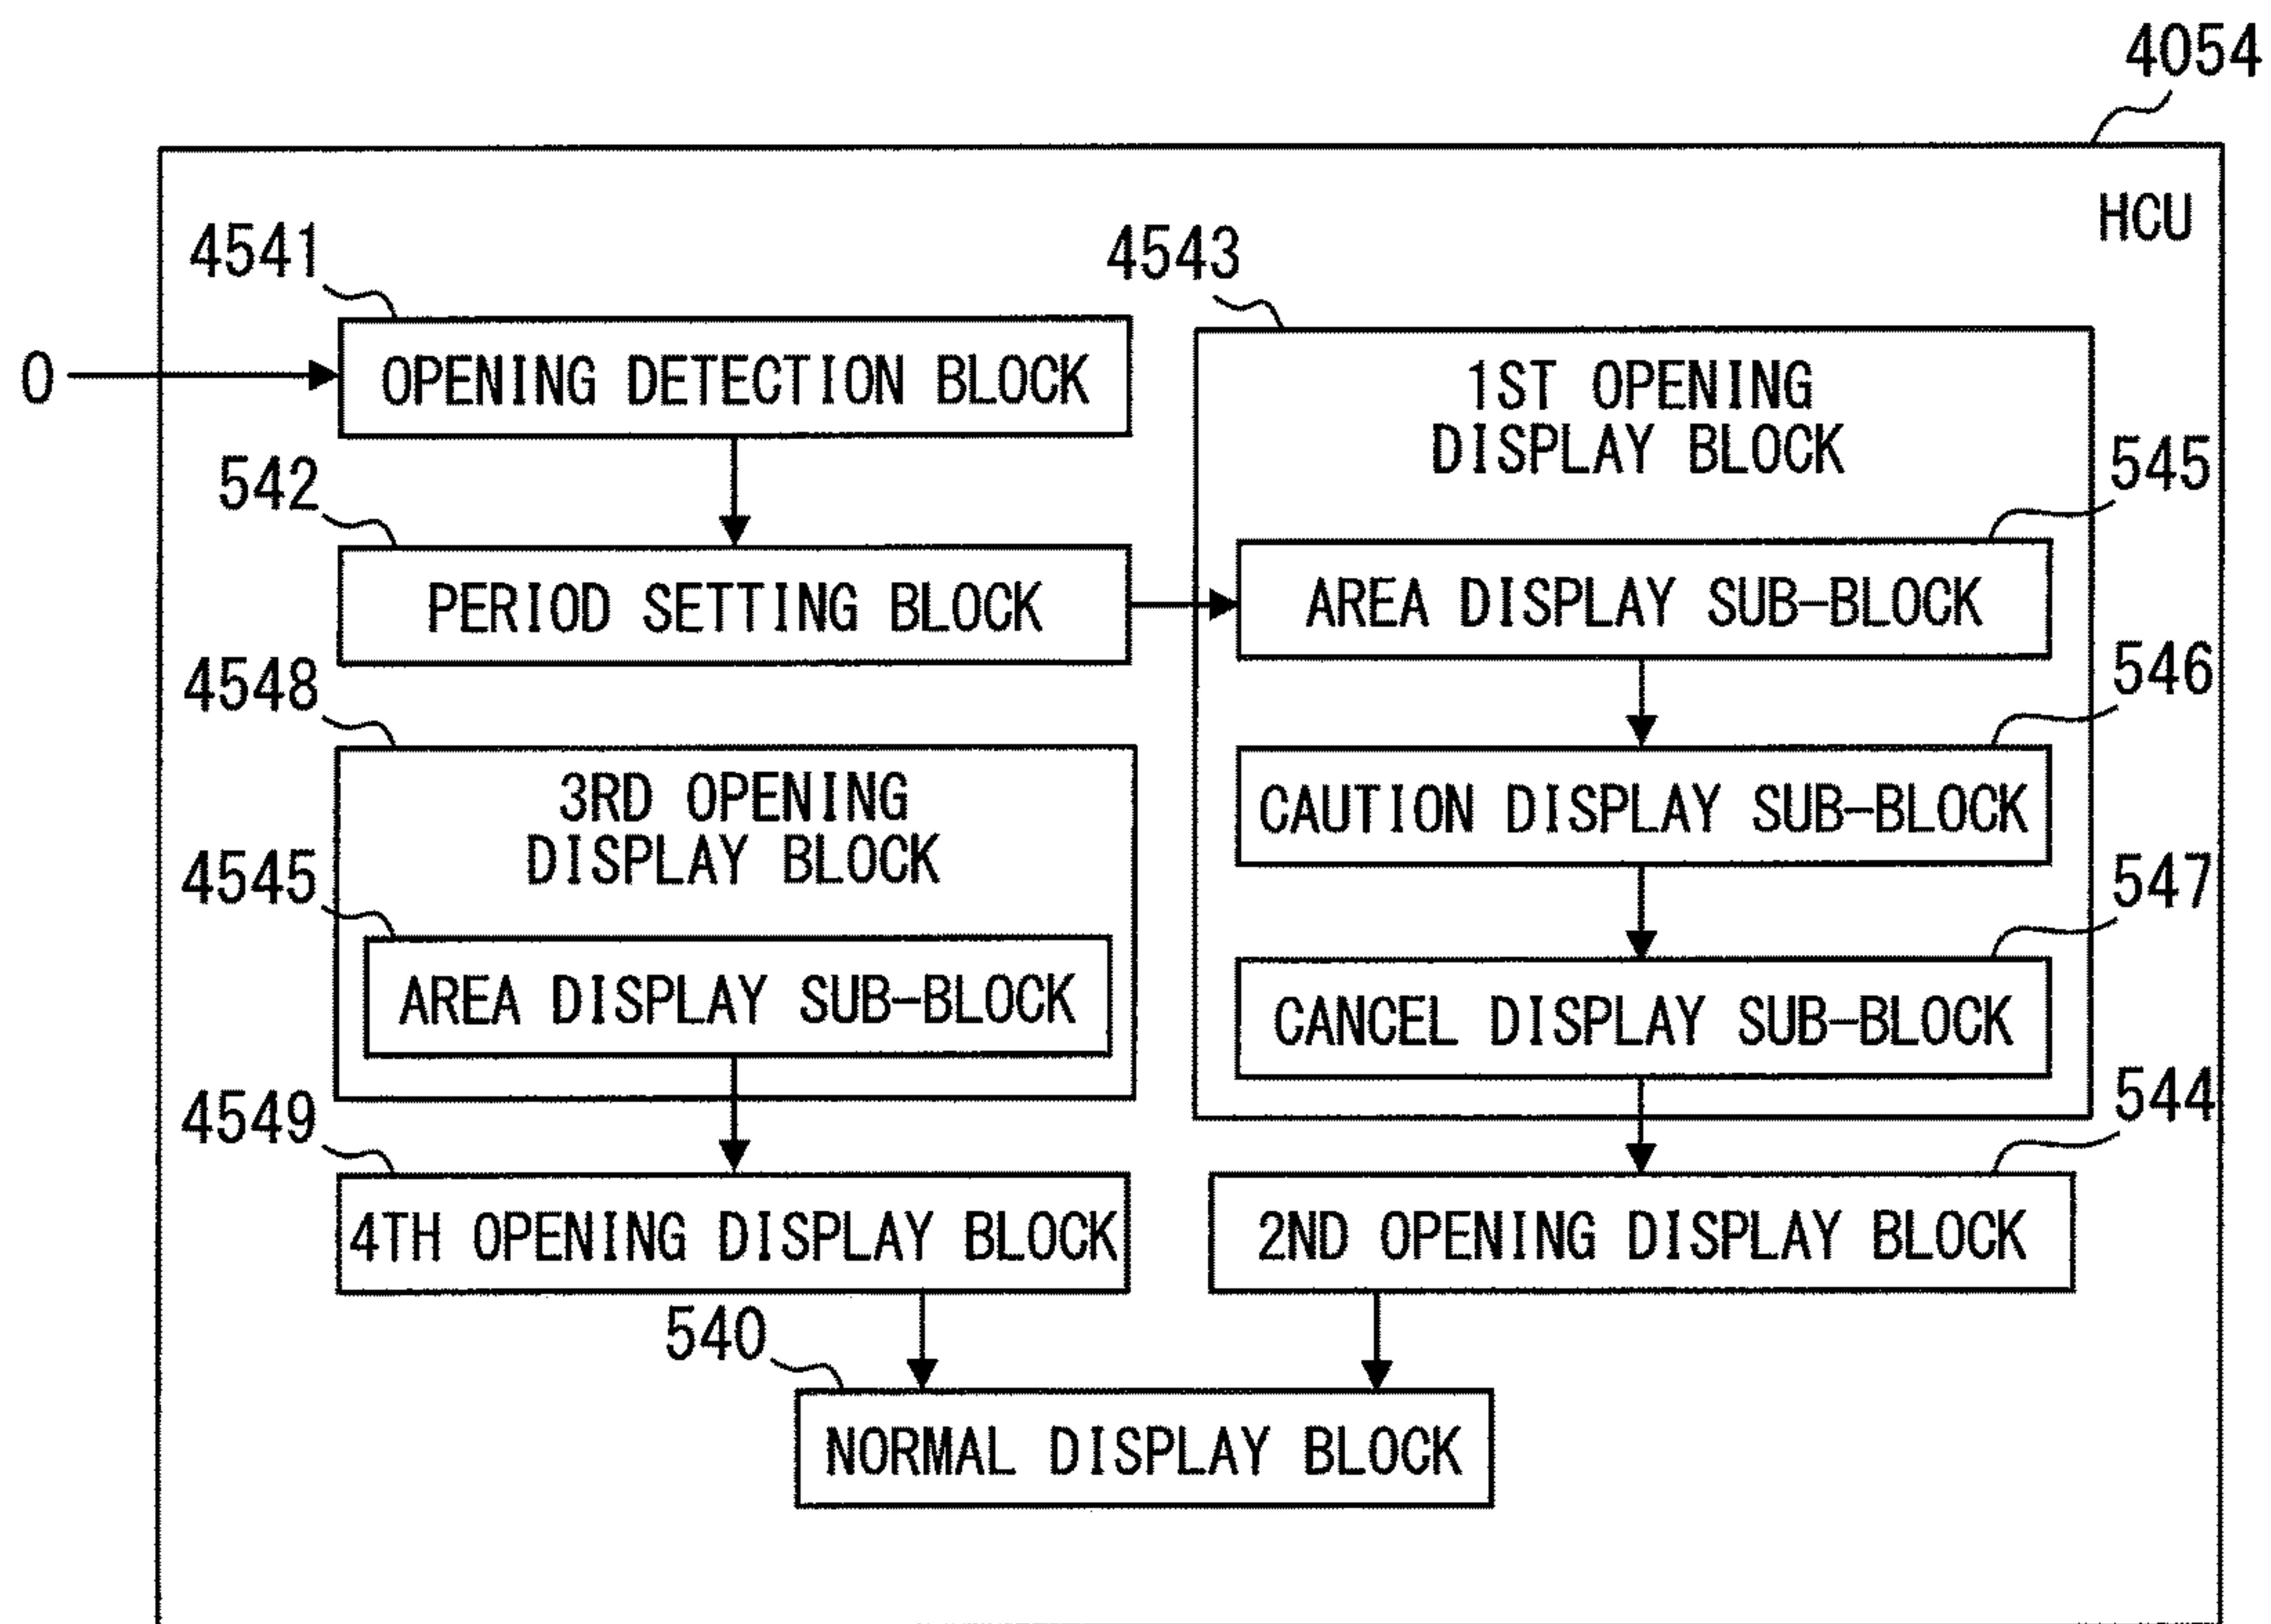 4054
HCU
4541
4543
O
OPENING DETECTION BLOCK
1ST OPENING
DISPLAY BLOCK
542
545
PERIOD SETTING BLOCK
AREA DISPLAY SUB-BLOCK
4548
546
3RD OPENING
DISPLAY BLOCK
CAUTION DISPLAY SUB-BLOCK
4545
547
AREA DISPLAY SUB-BLOCK
CANCEL DISPLAY SUB-BLOCK
4549
544
4TH OPENING DISPLAY BLOCK
2ND OPENING DISPLAY BLOCK
540
NORMAL DISPLAY BLOCK